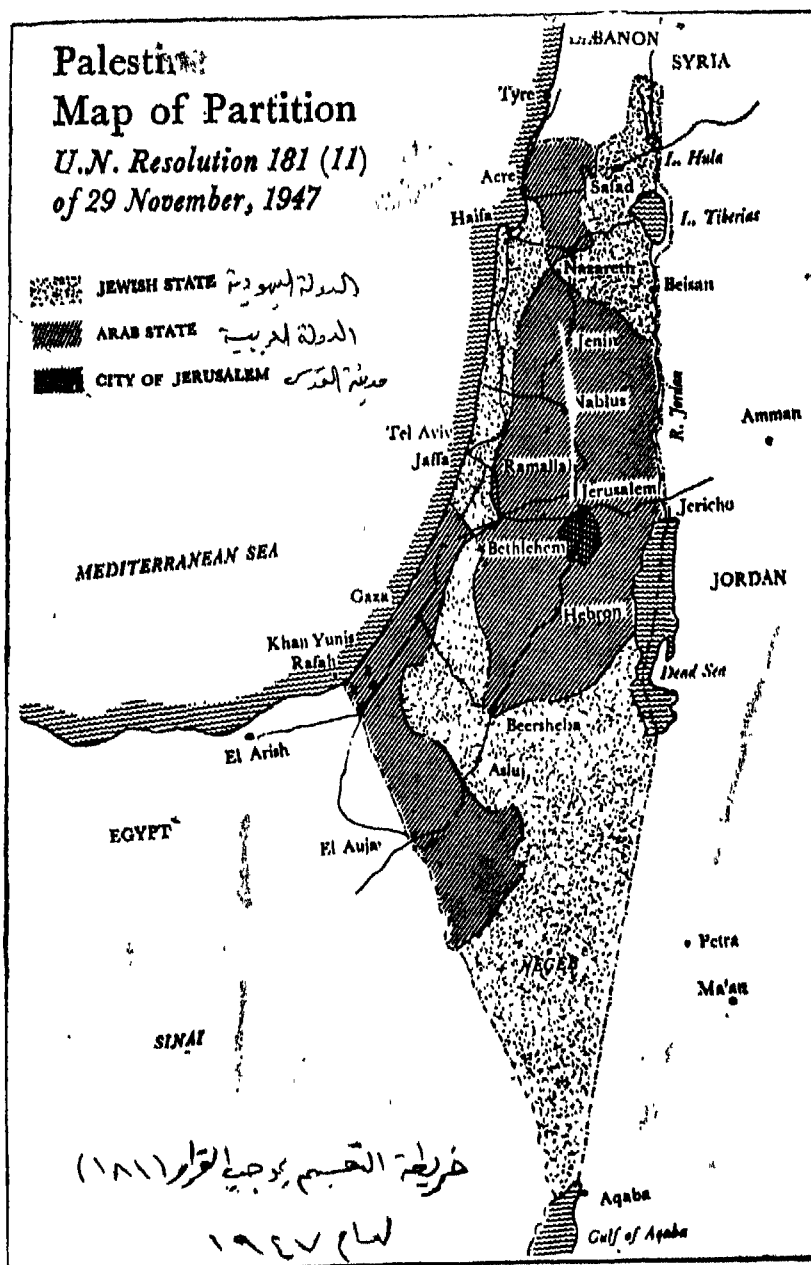 Palestine
Map of Partition
U.N. Resolution 181 (11)
of 29 November, 1947
JEWISH STATE الدولة اليهودية
ARAB STATE الدولة العربية
CITY OF JERUSALEM مدينة القدس
LEBANON
SYRIA
Tyre
L. Hula
Acre
Safad
Haifa
L. Tiberias
Nazareth
Beisan
Jenin
Nablus
R. Jordan
Amman
Tel Aviv
Jaffa
Ramalla
Jerusalem
Jericho
Bethlehem
MEDITERRANEAN SEA
JORDAN
Gaza
Hebron
Khan Yunis
Rafah
Dead Sea
Beersheba
El Arish
Asluj
EGYPT
El Auja
Petra
NEGEB
Ma'an
SINAI
خريطة التقسيم بموجب القرار (١٨١)
لعام ١٩٤٧
Aqaba
Gulf of Aqaba